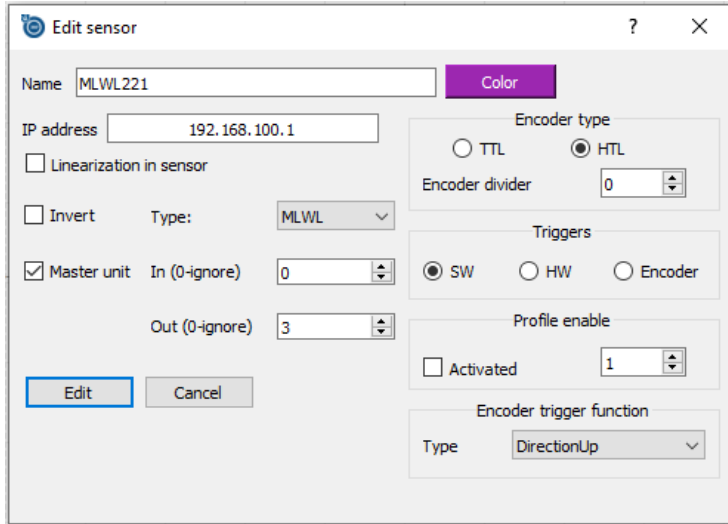 Edit sensor
?
Name MLWL221
Color
IP address 192.168.100.1
Linearization in sensor
Invert Type: MLWL
Master unit In (0-ignore) 0
Out (0-ignore) 3
Edit Cancel
Encoder type
TTL HTL
Encoder divider 0
Triggers
SW HW Encoder
Profile enable
Activated 1
Encoder trigger function
Type DirectionUp